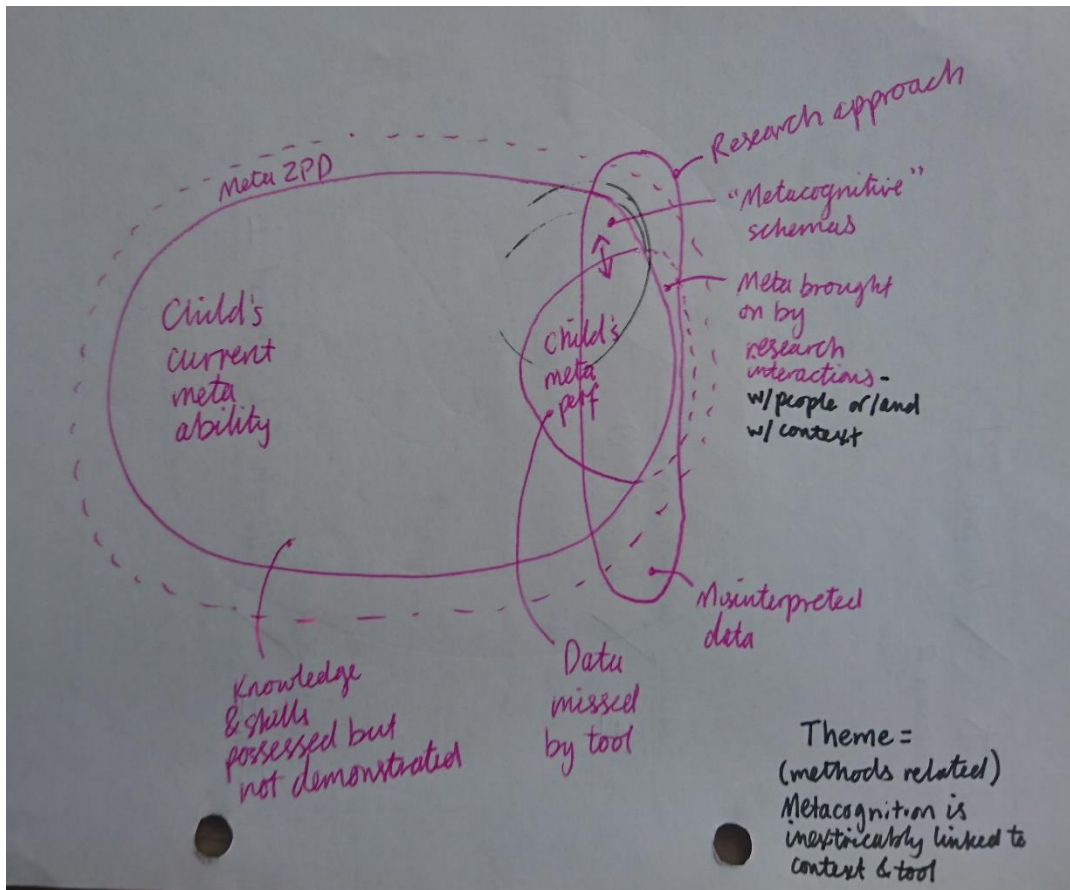 Research approach
Meta ZPD
"Metacognitive"
schemas
Meta brought
on by
research
interactions -
w/people or/and
w/ context
Child's
current
meta
ability
Child's
meta
perf
Misinterpreted
data
Data
missed
by tool
Knowledge
& skills
possessed but
not demonstrated
Theme =
(methods related)
Metacognition is
inextricably linked to
context & tool